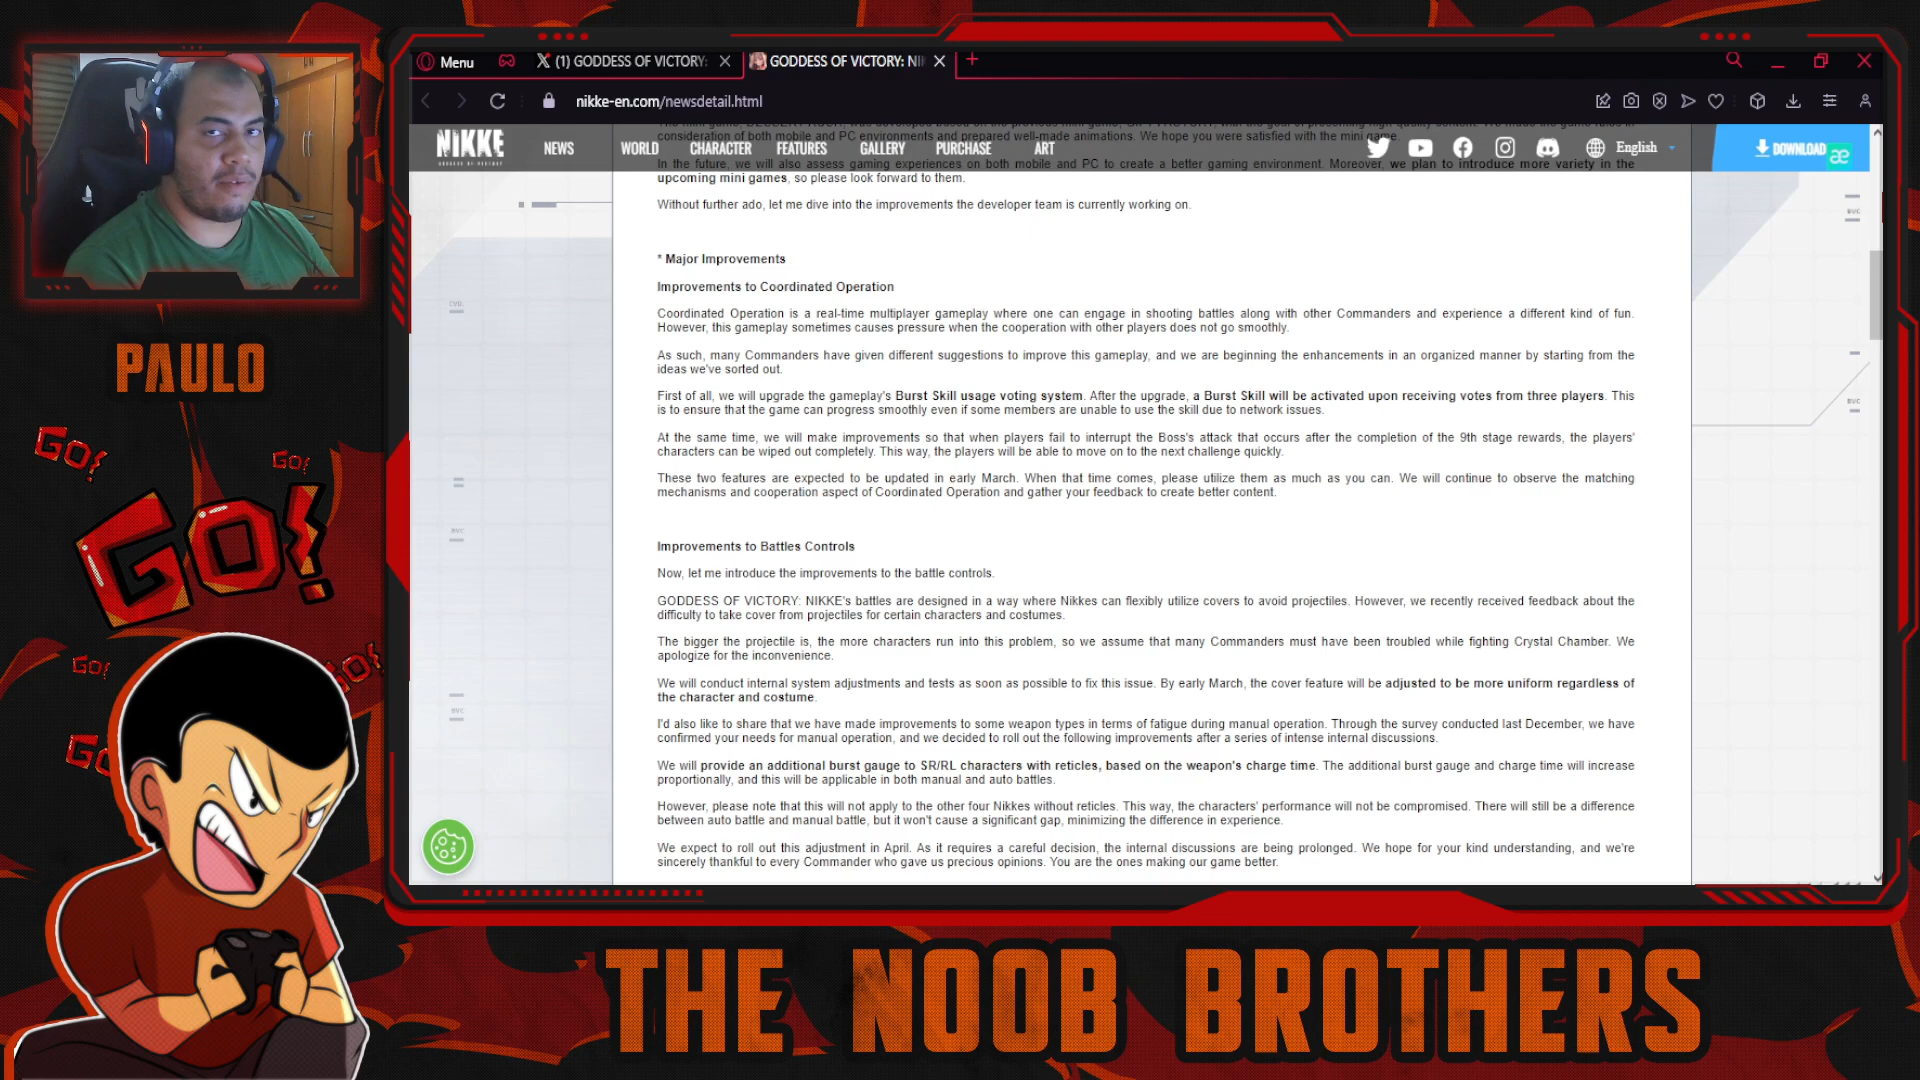 Menu
(1) GODDESS OF VICTORY:
GODDESS OF VICTORY: NI
nikke-en.com/newsdetail.html
consideration of both mobile and PC environments and prepared well-made animations. We hope you were satisfied with the mini game.
NIKKE
GODDESS OF VICTORY
NEWS
WORLD
CHARACTER
FEATURES
GALLERY
PURCHASE
ART
English
DOWNLOAD
In the future, we will also assess gaming experiences on both mobile and PC to create a better gaming environment. Moreover, we plan to introduce more variety in the
upcoming mini games, so please look forward to them.
Without further ado, let me dive into the improvements the developer team is currently working on.
* Major Improvements
Improvements to Coordinated Operation
Coordinated Operation is a real-time multiplayer gameplay where one can engage in shooting battles along with other Commanders and experience a different kind of fun.
However, this gameplay sometimes causes pressure when the cooperation with other players does not go smoothly.
As such, many Commanders have given different suggestions to improve this gameplay, and we are beginning the enhancements in an organized manner by starting from the
ideas we've sorted out.
First of all, we will upgrade the gameplay's Burst Skill usage voting system. After the upgrade, a Burst Skill will be activated upon receiving votes from three players. This
is to ensure that the game can progress smoothly even if some members are unable to use the skill due to network issues.
At the same time, we will make improvements so that when players fail to interrupt the Boss's attack that occurs after the completion of the 9th stage rewards, the players'
characters can be wiped out completely. This way, the players will be able to move on to the next challenge quickly.
These two features are expected to be updated in early March. When that time comes, please utilize them as much as you can. We will continue to observe the matching
mechanisms and cooperation aspect of Coordinated Operation and gather your feedback to create better content.
Improvements to Battles Controls
Now, let me introduce the improvements to the battle controls.
GODDESS OF VICTORY: NIKKE's battles are designed in a way where Nikkes can flexibly utilize covers to avoid projectiles. However, we recently received feedback about the
difficulty to take cover from projectiles for certain characters and costumes.
The bigger the projectile is, the more characters run into this problem, so we assume that many Commanders must have been troubled while fighting Crystal Chamber. We
apologize for the inconvenience.
We will conduct internal system adjustments and tests as soon as possible to fix this issue. By early March, the cover feature will be adjusted to be more uniform regardless of
the character and costume.
I'd also like to share that we have made improvements to some weapon types in terms of fatigue during manual operation. Through the survey conducted last December, we have
confirmed your needs for manual operation, and we decided to roll out the following improvements after a series of intense internal discussions.
We will provide an additional burst gauge to SR/RL characters with reticles, based on the weapon's charge time. The additional burst gauge and charge time will increase
proportionally, and this will be applicable in both manual and auto battles.
However, please note that this will not apply to the other four Nikkes without reticles. This way, the characters' performance will not be compromised. There will still be a difference
between auto battle and manual battle, but it won't cause a significant gap, minimizing the difference in experience.
We expect to roll out this adjustment in April. As it requires a careful decision, the internal discussions are being prolonged. We hope for your kind understanding, and we're
sincerely thankful to every Commander who gave us precious opinions. You are the ones making our game better.
PAULO
GO!
GO!
GO!
GO!
GO!
THE NOOB BROTHERS